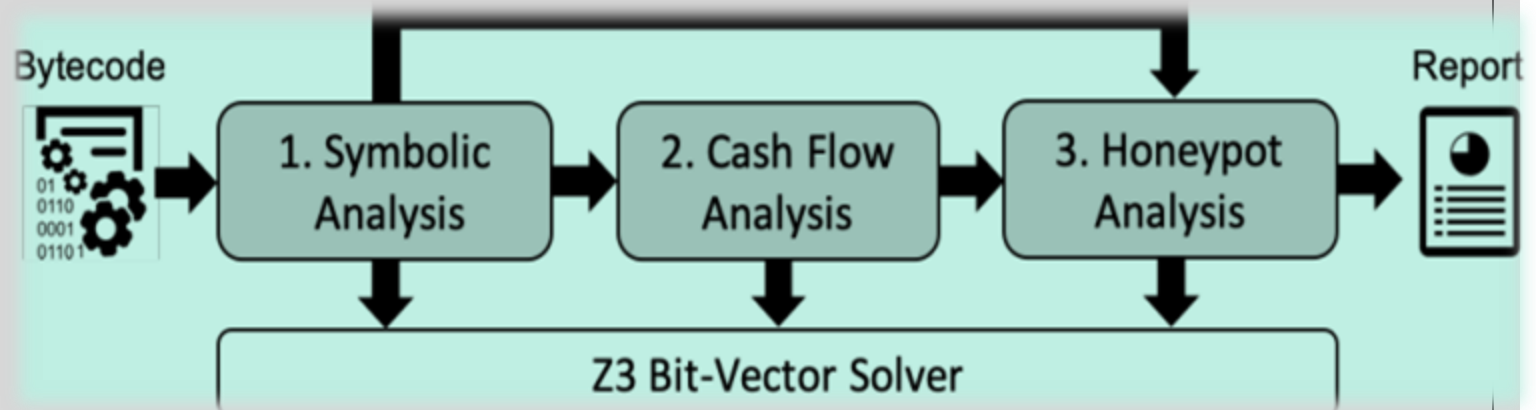 Bytecode
Report
1. Symbolic
Analysis
2. Cash Flow
Analysis
3. Honeypot
Analysis
01
0110
0001
01101
Z3 Bit-Vector Solver